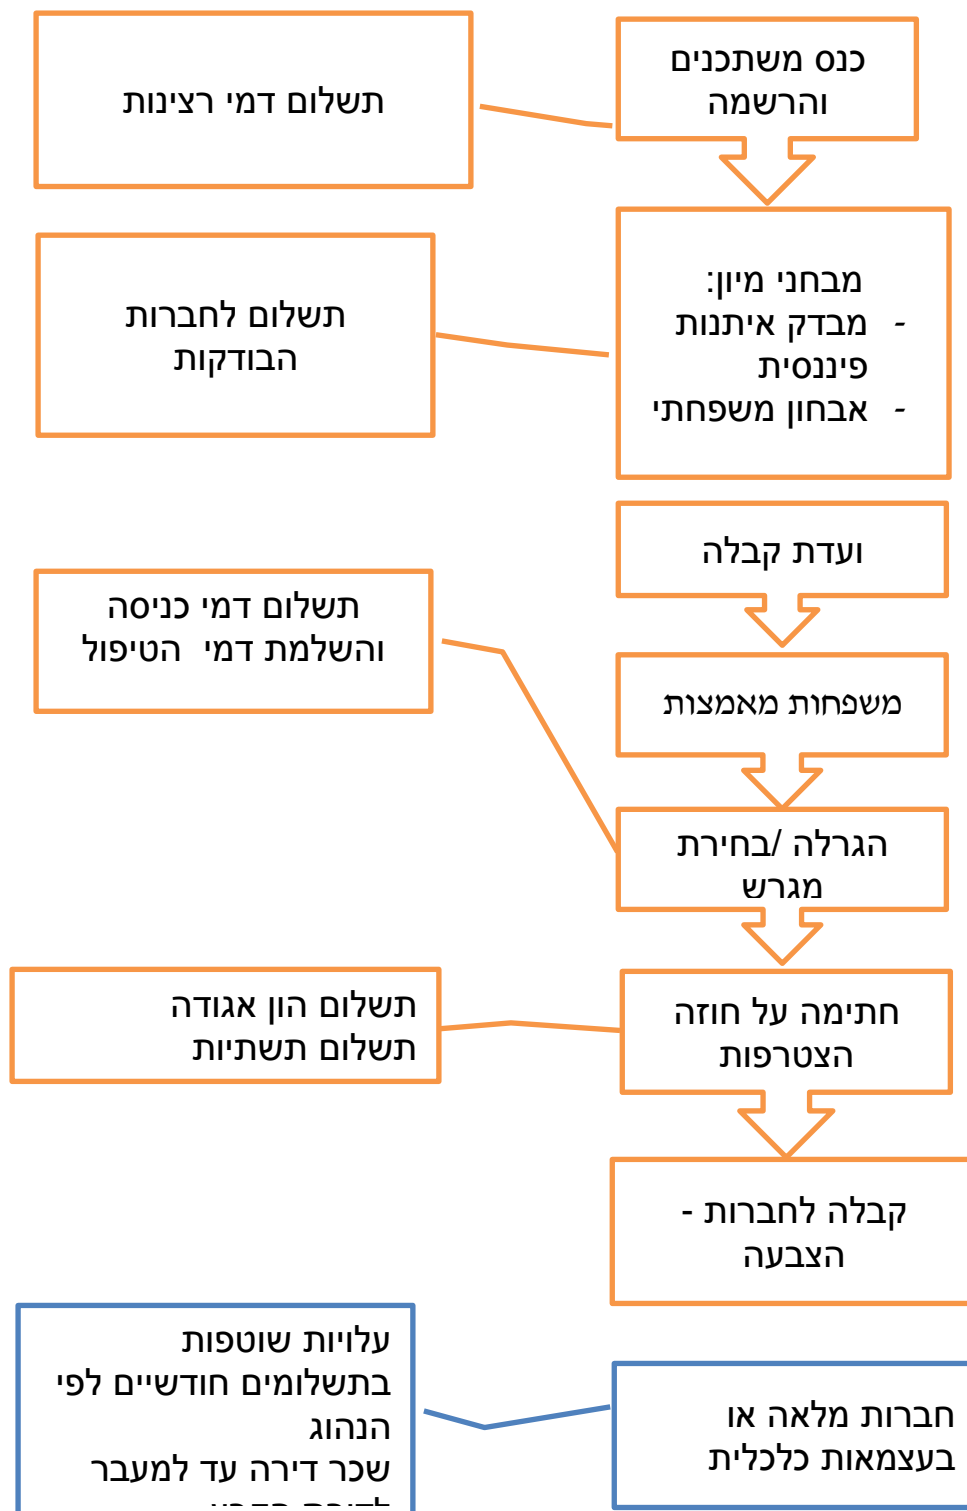 כנס משתכנים
והרשמה
תשלום דמי רצינות
מבחני מיון:
- מבדק איתנות
פיננסית
- אבחון משפחתי
תשלום לחברות
הבודקות
ועדת קבלה
משפחות מאמצות
תשלום דמי כניסה
והשלמת דמי הטיפול
הגרלה /בחירת
מגרש
חתימה על חוזה
הצטרפות
תשלום הון אגודה
תשלום תשתיות
קבלה לחברות -
הצבעה
חברות מלאה או
בעצמאות כלכלית
עלויות שוטפות
בתשלומים חודשיים לפי
הנהוג
שכר דירה עד למעבר